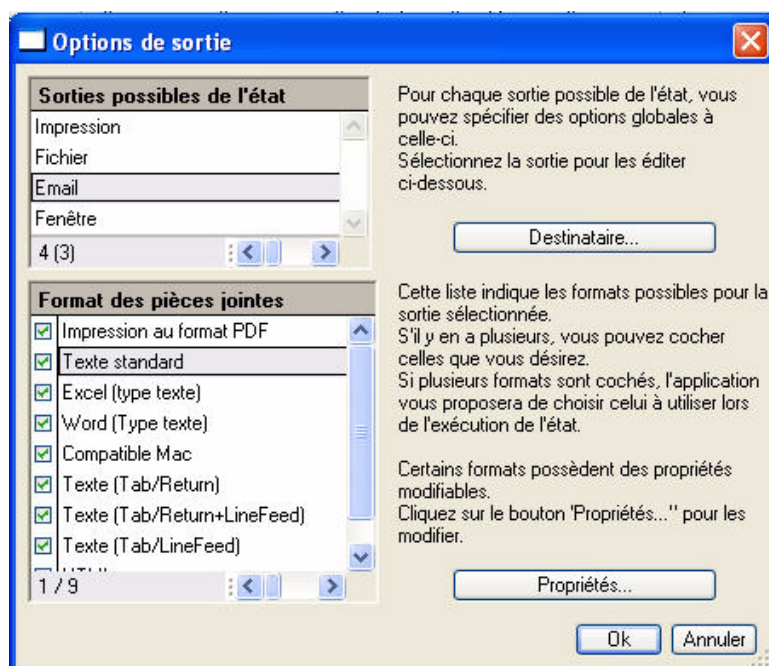 Options de sortie
Sorties possibles de l'état
Impression
Fichier
Email
Fenêtre
4 (3)
Pour chaque sortie possible de l'état, vous
pouvez spécifier des options globales à
celle-ci.
Sélectionnez la sortie pour les éditer
ci-dessous.
Destinataire...
Format des pièces jointes
Impression au format PDF
Texte standard
Excel (type texte)
Word (Type texte)
Compatible Mac
Texte (Tab/Return)
Texte (Tab/Return+LineFeed)
Texte (Tab/LineFeed)
1 / 9
Cette liste indique les formats possibles pour la
sortie sélectionnée.
S'il y en a plusieurs, vous pouvez cocher
celles que vous désirez.
Si plusieurs formats sont cochés, l'application
vous proposera de choisir celui à utiliser lors
de l'exécution de l'état.
Certains formats possèdent des propriétés
modifiables.
Cliquez sur le bouton 'Propriétés...'' pour les
modifier.
Propriétés...
Ok
Annuler